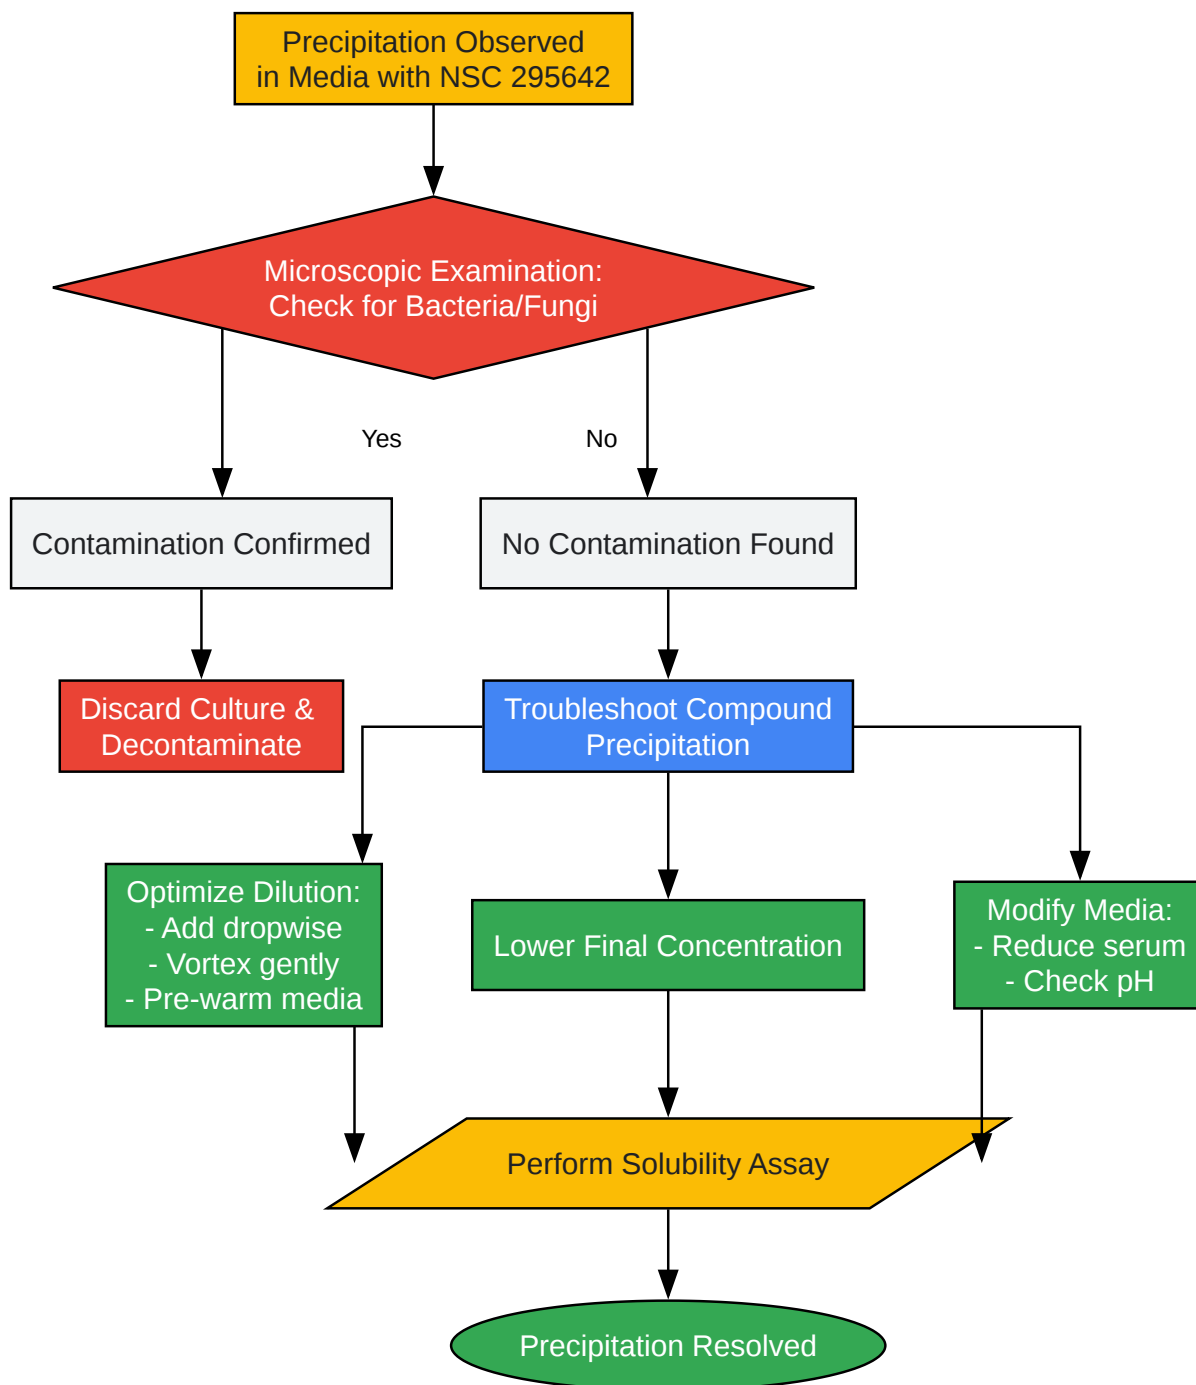 Precipitation Observed
in Media with NSC 295642
Microscopic Examination:
Check for Bacteria/Fungi
Yes
No
Contamination Confirmed
No Contamination Found
Discard Culture &
Decontaminate
Troubleshoot Compound
Precipitation
Optimize Dilution:
- Add dropwise
- Vortex gently
- Pre-warm media
Lower Final Concentration
Modify Media:
- Reduce serum
- Check pH
Perform Solubility Assay
Precipitation Resolved